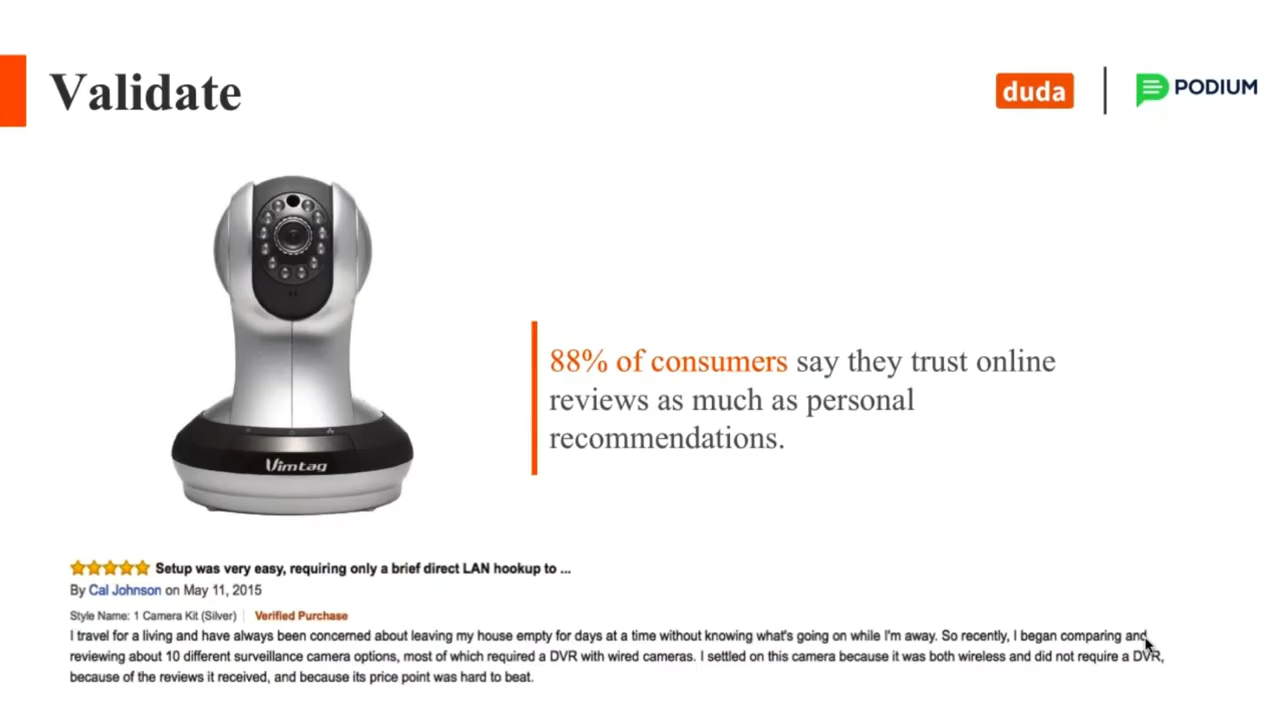 Validate
duda
PODIUM
Vimtag
88% of consumers say they trust online
reviews as much as personal
recommendations.
Setup was very easy, requiring only a brief direct LAN hookup to ...
By Cal Johnson on May 11, 2015
Style Name: 1 Camera Kit (Silver) | Verified Purchase
I travel for a living and have always been concerned about leaving my house empty for days at a time without knowing what's going on while I'm away. So recently, I began comparing and
reviewing about 10 different surveillance camera options, most of which required a DVR with wired cameras. I settled on this camera because it was both wireless and did not require a DVR,
because of the reviews it received, and because its price point was hard to beat.